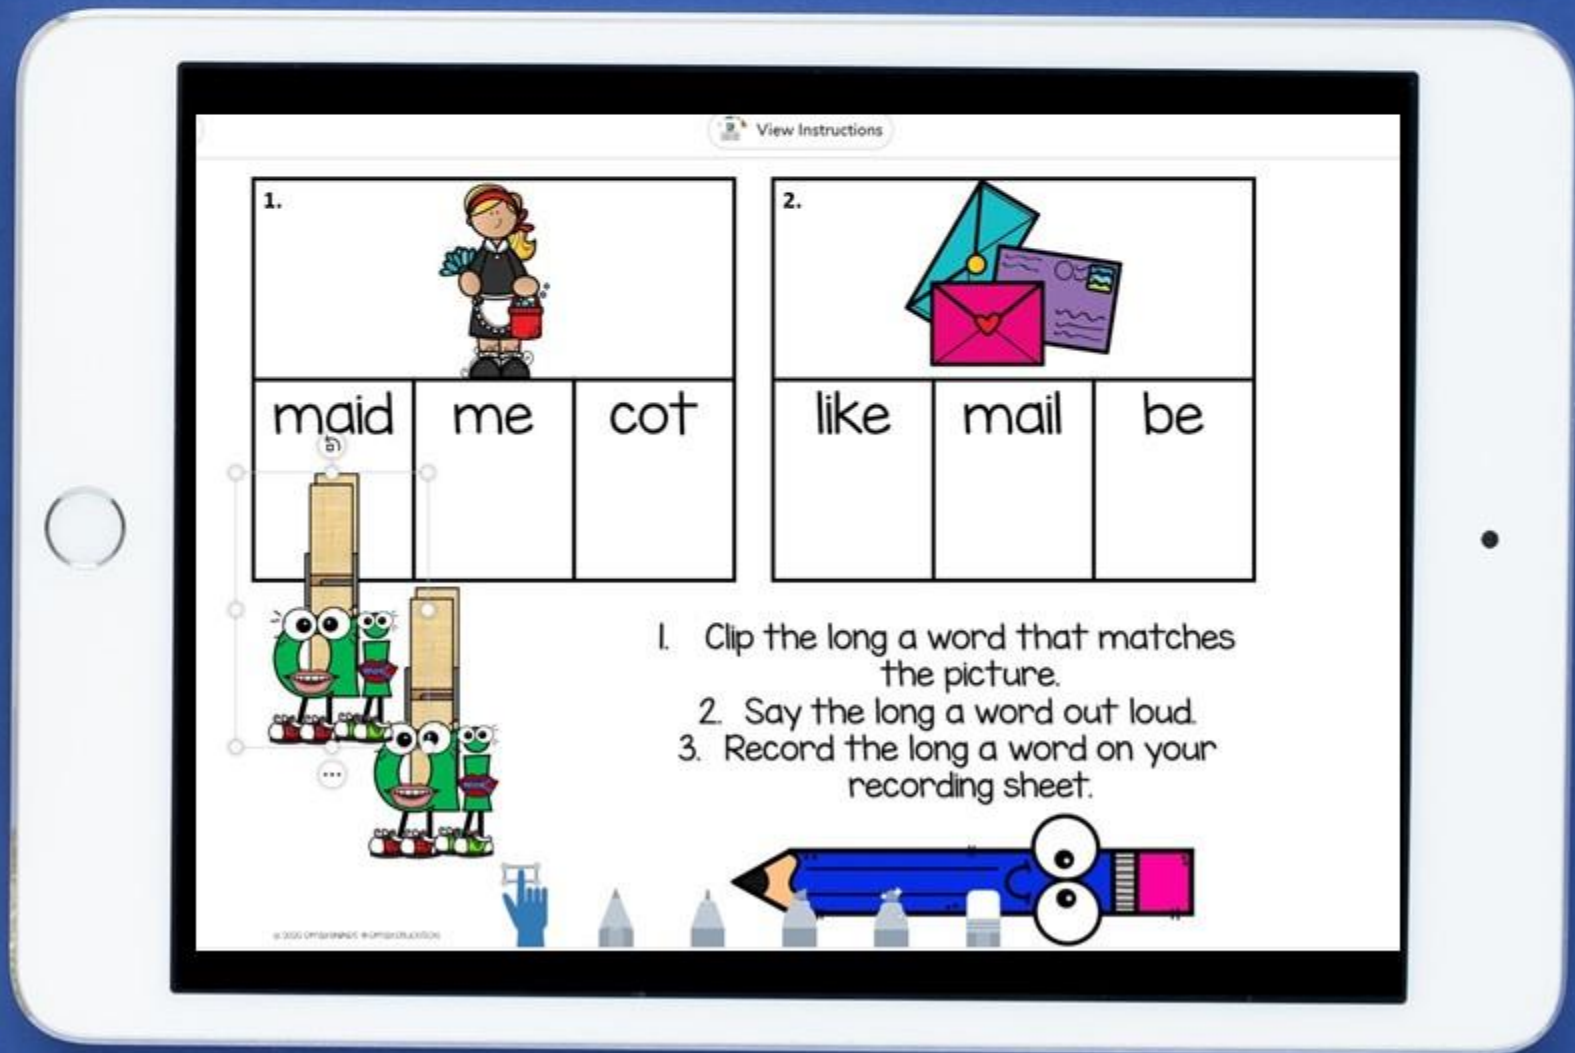 View Instructions
1.
2.
maid me cot
like mail be
1. Clip the long a word that matches
the picture.
2. Say the long a word out loud.
3. Record the long a word on your
recording sheet.
© 2020